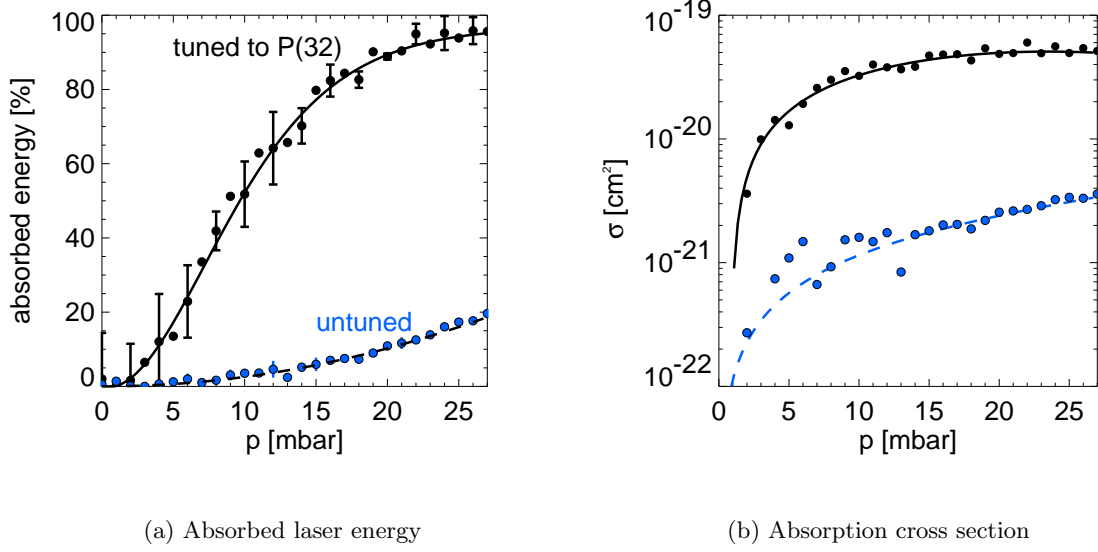 100
80
60
40
20
0
absorbed energy [%]
tuned to P(32)
untuned
0 5 10 15 20 25
p [mbar]
(a) Absorbed laser energy
10⁻¹⁹
10⁻²⁰
10⁻²¹
10⁻²²
σ [cm²]
0 5 10 15 20 25
p [mbar]
(b) Absorption cross section